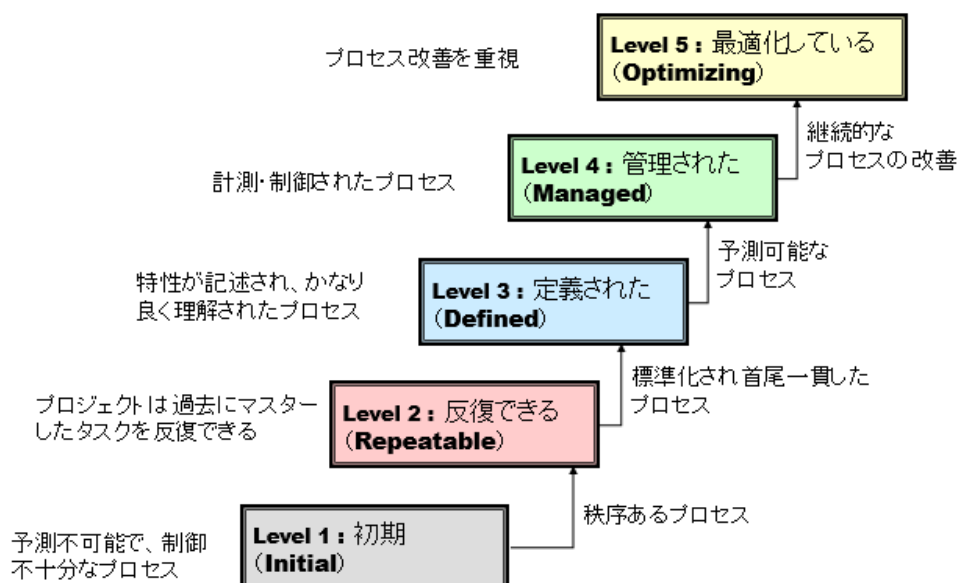 プロセス改善を重視
Level 5：最適化している
（Optimizing）
継続的な
プロセスの改善
計測・制御されたプロセス
Level 4：管理された
（Managed）
予測可能な
プロセス
特性が記述され、かなり
良く理解されたプロセス
Level 3：定義された
（Defined）
標準化され首尾一貫した
プロセス
プロジェクトは過去にマスター
したタスクを反復できる
Level 2：反復できる
（Repeatable）
秩序あるプロセス
予測不可能で、制御
不十分なプロセス
Level 1：初期
（Initial）